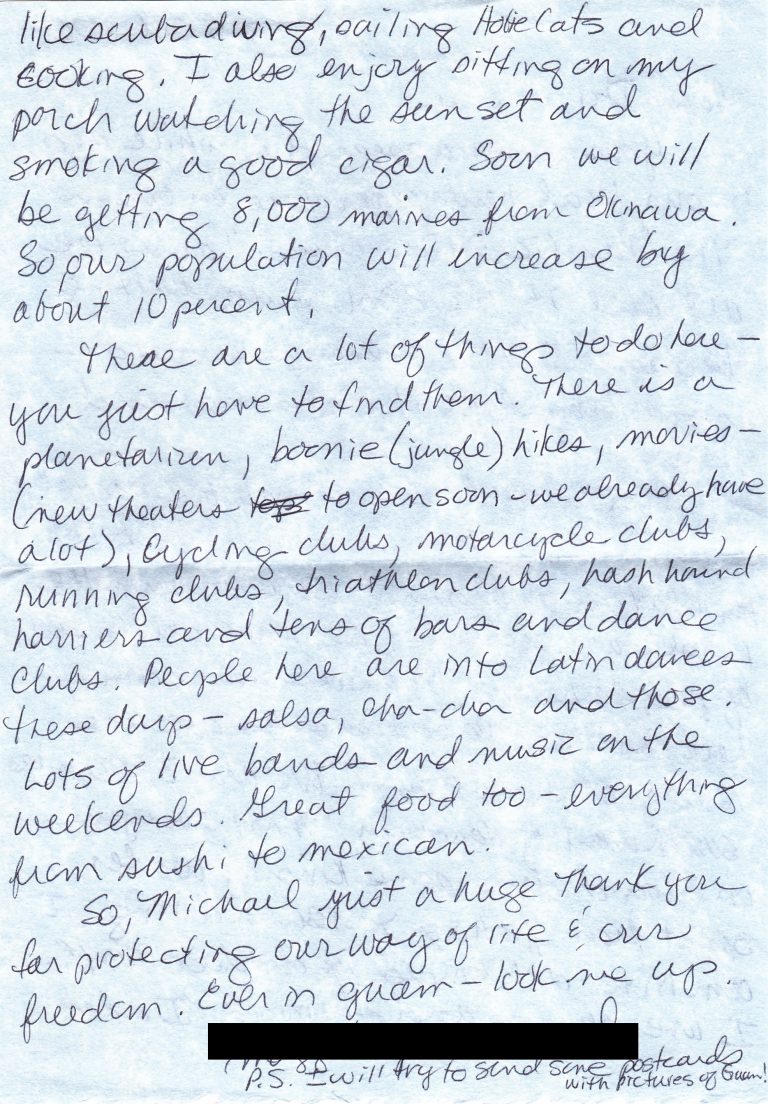 like scuba diving, sailing Hobie Cats and
cooking. I also enjoy sitting on my
porch watching the sun set and
smoking a good cigar. Soon we will
be getting 8,000 marines from Okinawa.
So our population will increase by
about 10 percent.
There are a lot of things to do here –
you just have to find them. There is a
planetarium, boonie (jungle) hikes, movies –
(new theaters to open soon – we already have
a lot), Cycling clubs, motorcycle clubs,
running clubs, triathlon clubs, hash hound
harriers and tens of bars and dance
clubs. People here are into Latin dances
these days – salsa, cha-cha and those.
Lots of live bands and music on the
weekends. Great food too – everything
from sushi to mexican.
So, Michael just a huge Thank you
for protecting our way of life & our
freedom. Ever in guam – look me up.
P.S. I will try to send some postcards
with pictures of Guam!